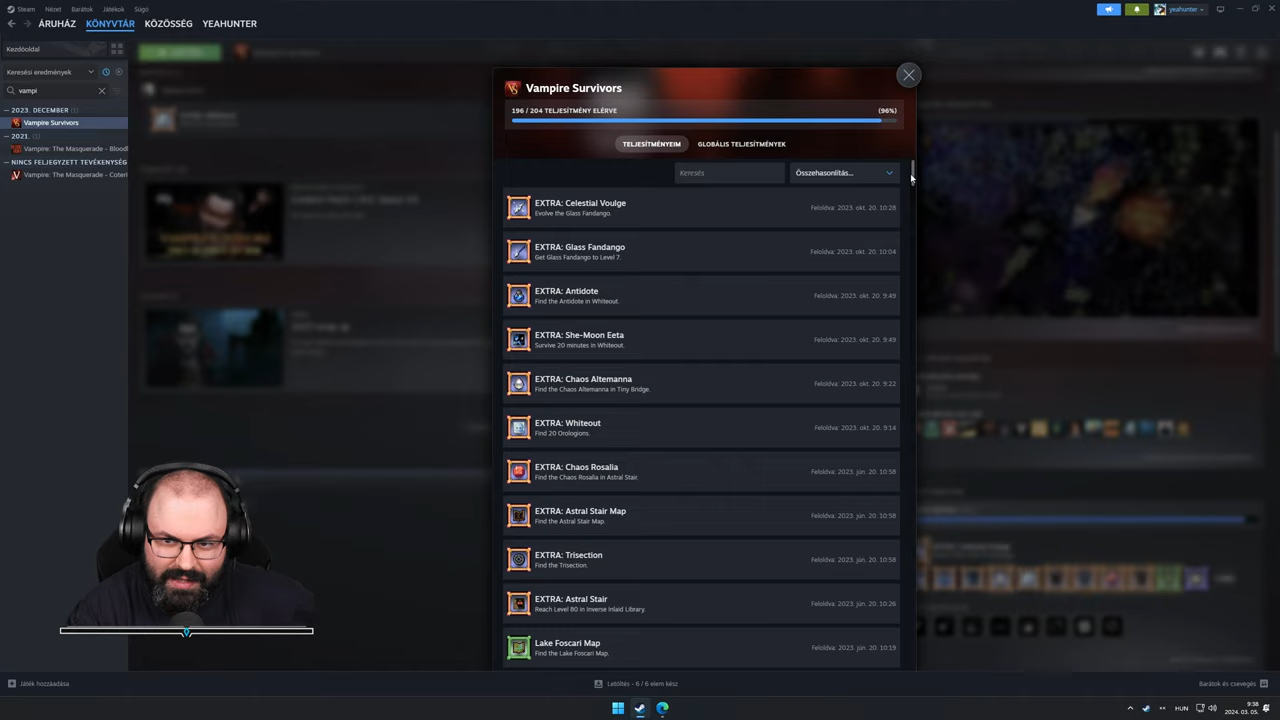 Steam Nézet Barátok Játékok Súgó
yeahunter
ÁRUHÁZ KÖNYVTÁR KÖZÖSSÉG YEAHUNTER
Kezdőoldal
Keresési eredmények
vampi
2023. DECEMBER (1)
Vampire Survivors
2021. (1)
Vampire: The Masquerade - Bloodl
NINCS FELJEGYZETT TEVÉKENYSÉG
Vampire: The Masquerade - Coteri
Vampire Survivors
196 / 204 TELJESÍTMÉNY ELÉRVE (96%)
TELJESÍTMÉNYEIM GLOBÁLIS TELJESÍTMÉNYEK
Keresés Összehasonlítás...
EXTRA: Celestial Voulge
Evolve the Glass Fandango.
Feloldva: 2023. okt. 20. 10:28
EXTRA: Glass Fandango
Get Glass Fandango to Level 7.
Feloldva: 2023. okt. 20. 10:04
EXTRA: Antidote
Find the Antidote in Whiteout.
Feloldva: 2023. okt. 20. 9:49
EXTRA: She-Moon Eeta
Survive 20 minutes in Whiteout.
Feloldva: 2023. okt. 20. 9:49
EXTRA: Chaos Altemanna
Find the Chaos Altemanna in Tiny Bridge.
Feloldva: 2023. okt. 20. 9:22
EXTRA: Whiteout
Find 20 Orologions.
Feloldva: 2023. okt. 20. 9:14
EXTRA: Chaos Rosalia
Find the Chaos Rosalia in Astral Stair.
Feloldva: 2023. jún. 20. 10:58
EXTRA: Astral Stair Map
Find the Astral Stair Map.
Feloldva: 2023. jún. 20. 10:58
EXTRA: Trisection
Find the Trisection.
Feloldva: 2023. jún. 20. 10:58
EXTRA: Astral Stair
Reach Level 80 in Inverse Inlaid Library.
Feloldva: 2023. jún. 20. 10:26
Lake Foscari Map
Find the Lake Foscari Map.
Feloldva: 2023. jún. 20. 10:19
Játék hozzáadása
Letöltés - 6 / 6 elem kész
Barátok és csevegés
HUN
9:38
2024. 03. 05.